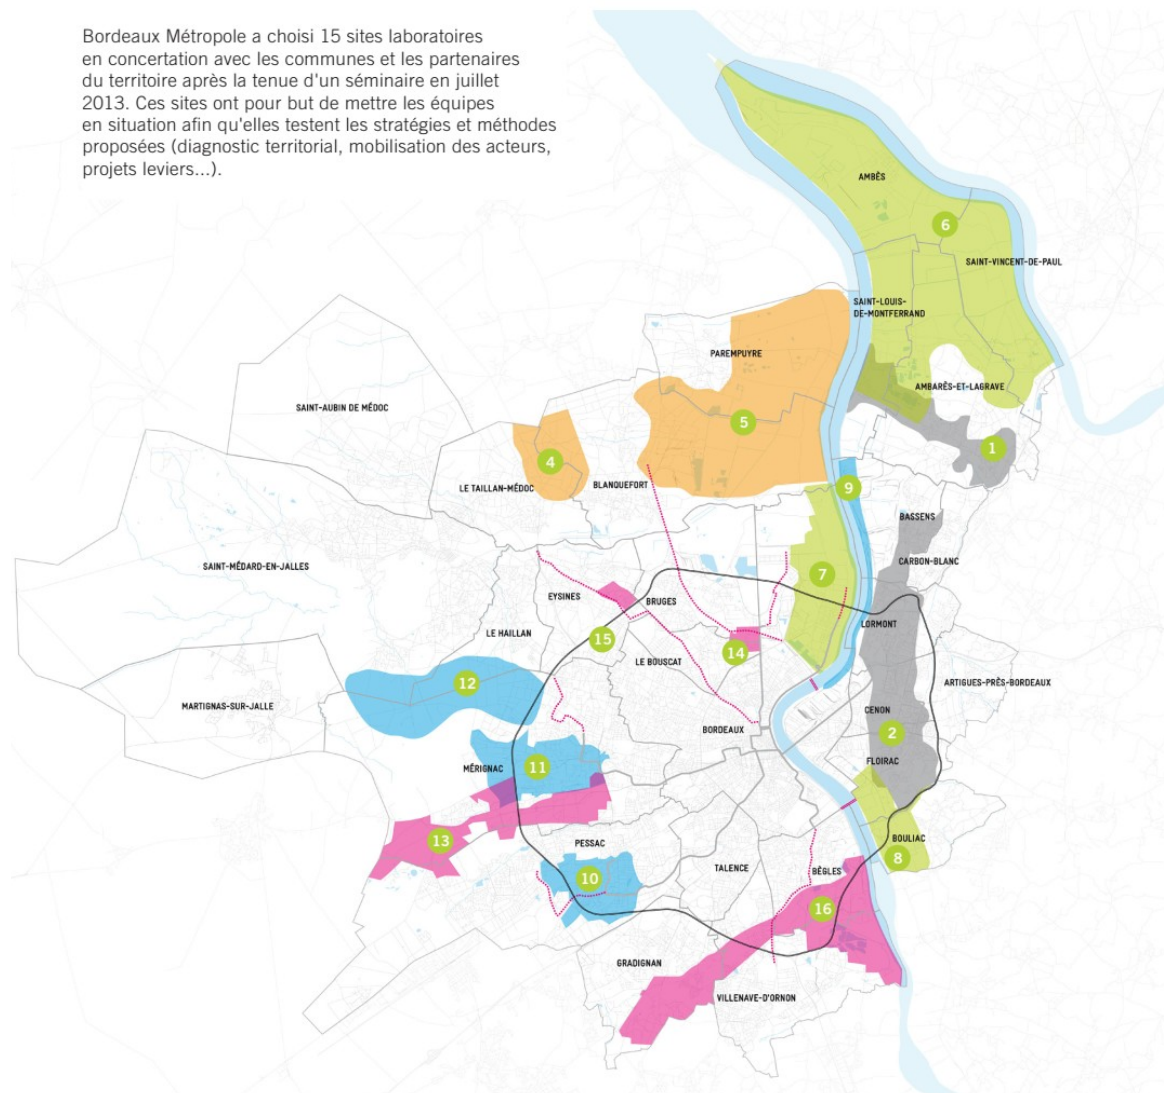 Bordeaux Métropole a choisi 15 sites laboratoires
en concertation avec les communes et les partenaires
du territoire après la tenue d'un séminaire en juillet
2013. Ces sites ont pour but de mettre les équipes
en situation afin qu'elles testent les stratégies et méthodes
proposées (diagnostic territorial, mobilisation des acteurs,
projets leviers...).
AMBÈS
6
SAINT-VINCENT-DE-PAUL
SAINT-LOUIS-
DE-MONTFERRAND
PAREMPUYRE
AMBARÈS-ET-LAGRAVE
SAINT-AUBIN DE MÉDOC
5
1
4
LE TAILLAN-MÉDOC
BLANQUEFORT
9
BASSENS
CARBON-BLANC
SAINT-MÉDARD-EN-JALLES
7
EYSINES
BRUGES
LORMONT
LE HAILLAN
15
14
LE BOUSCAT
12
ARTIGUES-PRÈS-BORDEAUX
MARTIGNAS-SUR-JALLE
CENON
BORDEAUX
2
FLOIRAC
MÉRIGNAC
11
13
PESSAC
BOULIAC
8
TALENCE
BÈGLES
10
16
GRADIGNAN
VILLENAVE-D'ORNON